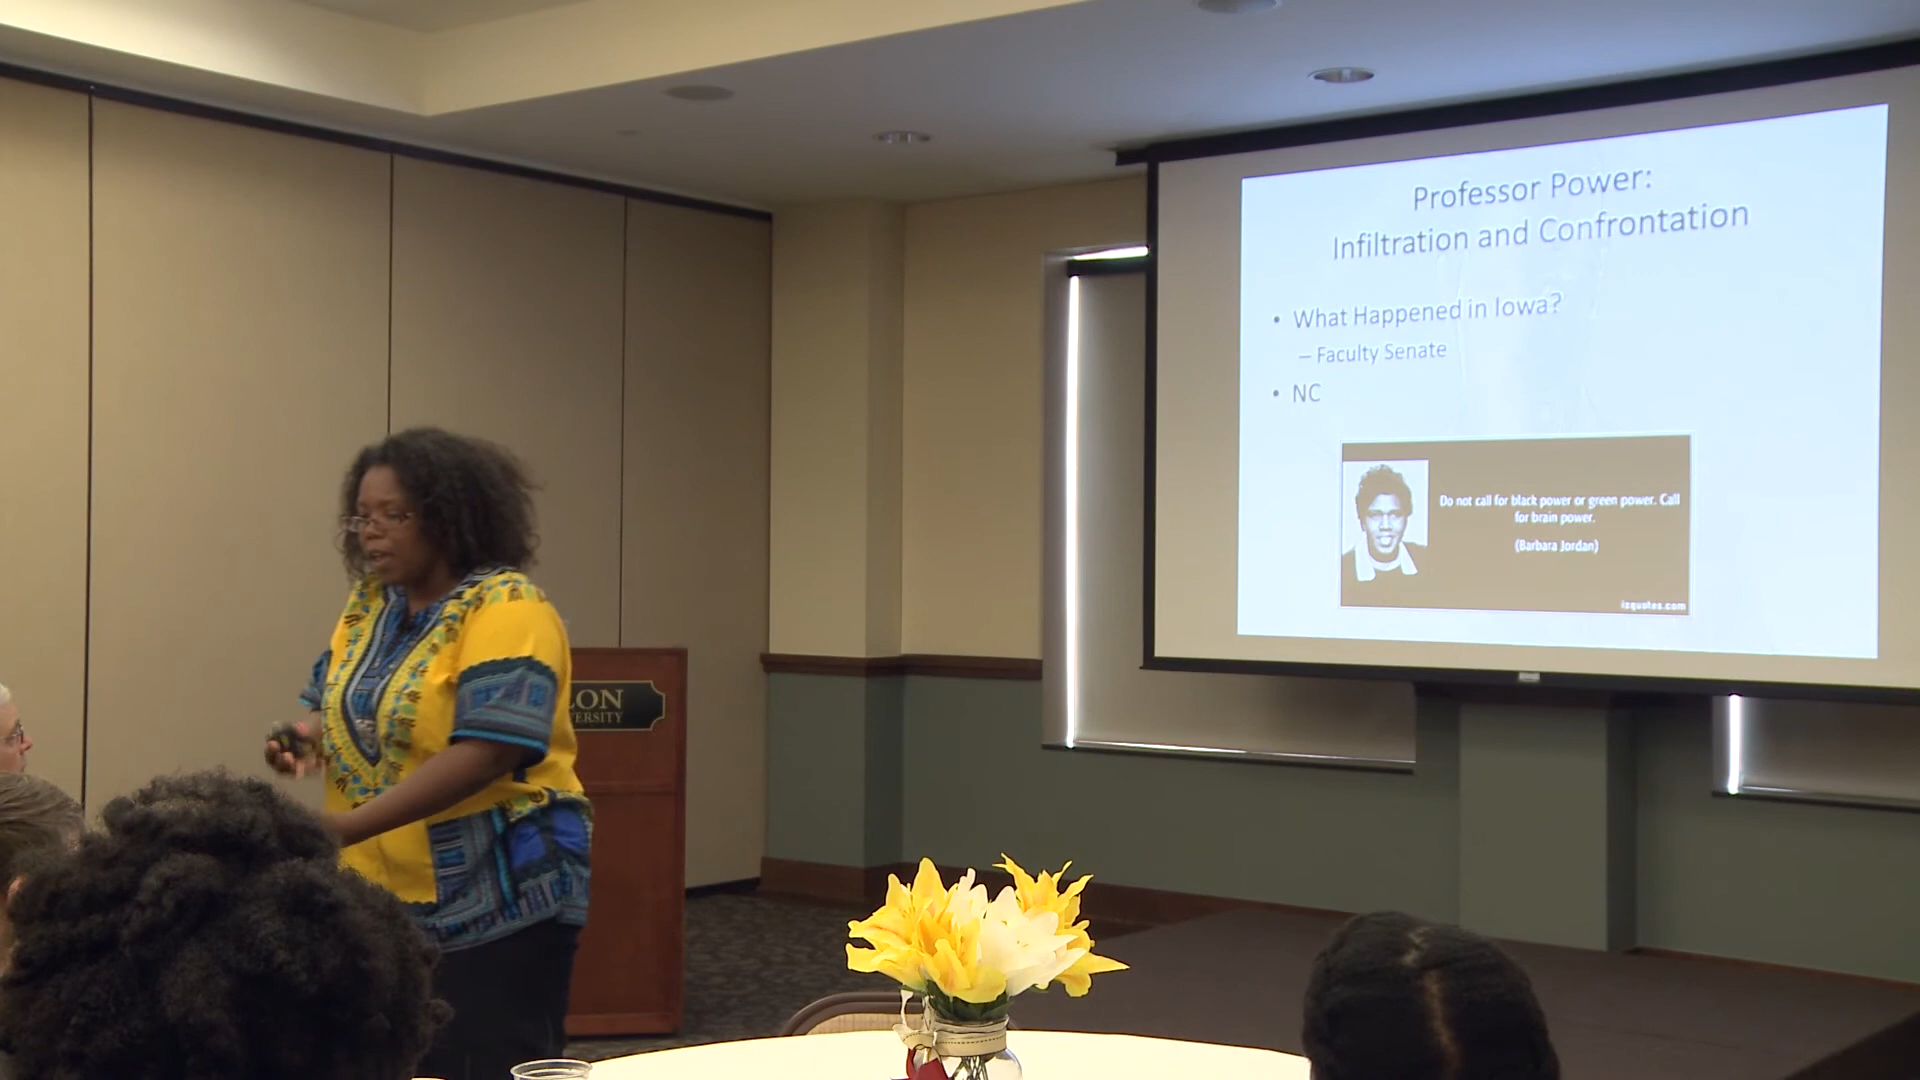 Professor Power:
Infiltration and Confrontation
• What Happened in Iowa?
– Faculty Senate
• NC
Do not call for black power or green power. Call
for brain power.
(Barbara Jordan)
izquotes.com
LON
VERSITY